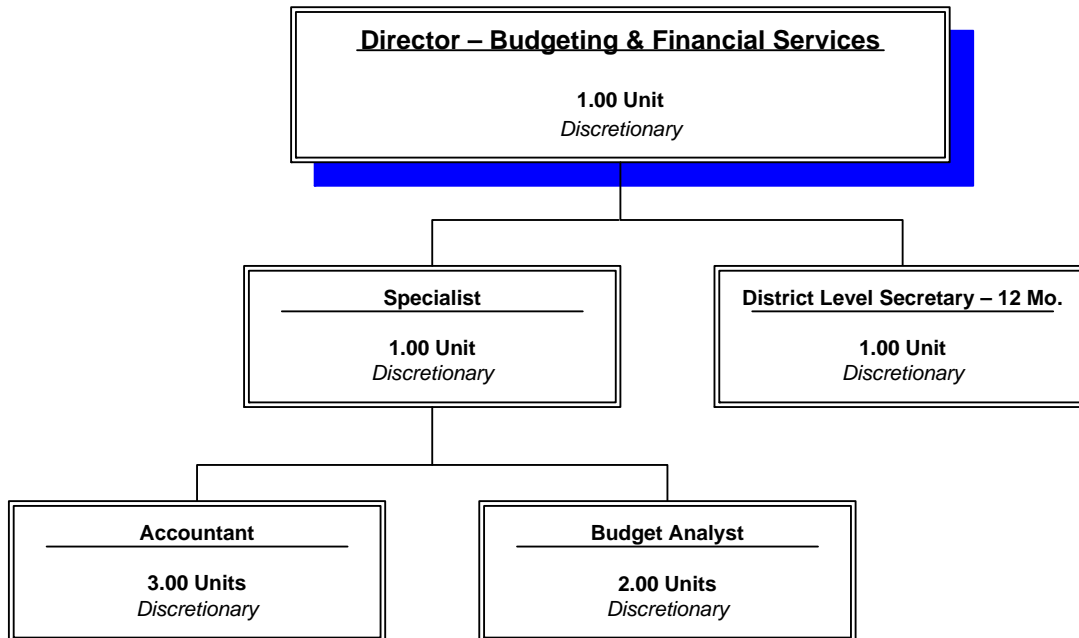 Director – Budgeting & Financial Services
1.00 Unit
Discretionary
Specialist
1.00 Unit
Discretionary
District Level Secretary – 12 Mo.
1.00 Unit
Discretionary
Accountant
3.00 Units
Discretionary
Budget Analyst
2.00 Units
Discretionary